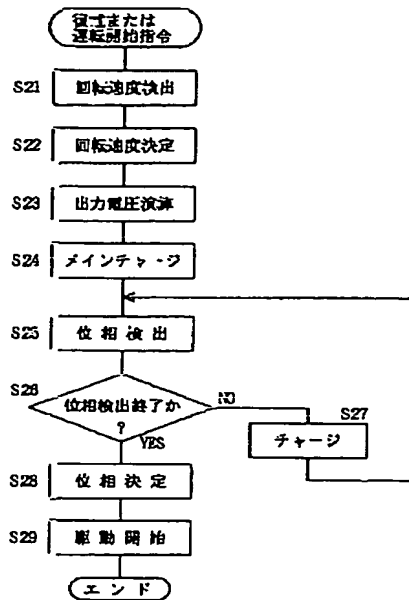 復電または
運転開始指令
S21 回転速度検出
S22 回転速度決定
S23 出力電圧演算
S24 メインチャージ
S25 位相検出
S26 位相検出終了か
?
NO
YES
S27
チャージ
S28 位相決定
S29 駆動開始
エンド